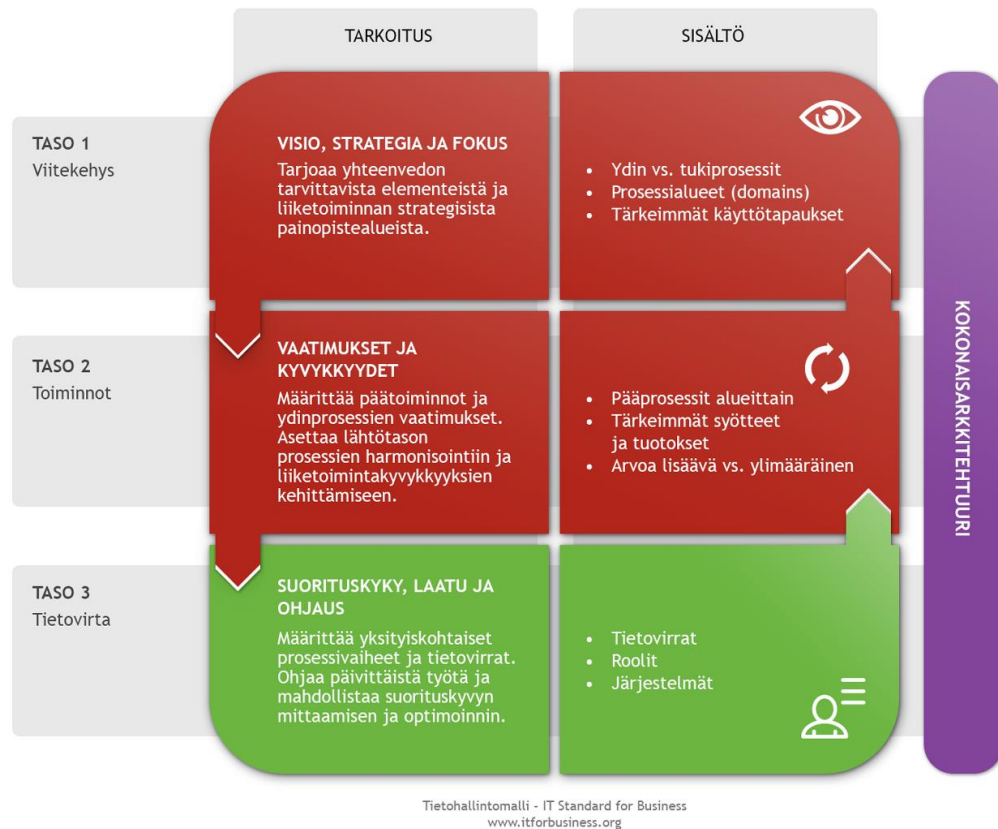 TARKOITUS
SISÄLTÖ
TASO 1
Viitekehys
VISIO, STRATEGIA JA FOKUS
Tarjoaa yhteenvedon
tarvittavista elementeistä ja
liiketoiminnan strategisista
painopistealueista.
• Ydin vs. tukiprosessit
• Prosessialueet (domains)
• Tärkeimmät käyttötapaukset
TASO 2
Toiminnot
VAATIMUKSET JA
KYVYKKYYDET
Määrittää päätoiminnot ja
ydinprosessien vaatimukset.
Asettaa lähtötason
prosessien harmonisointiin ja
liiketoimintakyvykkyyksien
kehittämiseen.
• Pääprosessit alueittain
• Tärkeimmät syötteet
ja tuotokset
• Arvoa lisäävä vs. ylimääräinen
TASO 3
Tietovirta
SUORITUSKYKY, LAATU JA
OHJAUS
Määrittää yksityiskohtaiset
prosessivaiheet ja tietovirrat.
Ohjaa päivittäistä työtä ja
mahdollistaa suorituskyvyn
mittaamisen ja optimoinnin.
• Tietovirrat
• Roolit
• Järjestelmät
KOKONAISARKKITEHTUURI
Tietohallintomalli - IT Standard for Business
www.itforbusiness.org